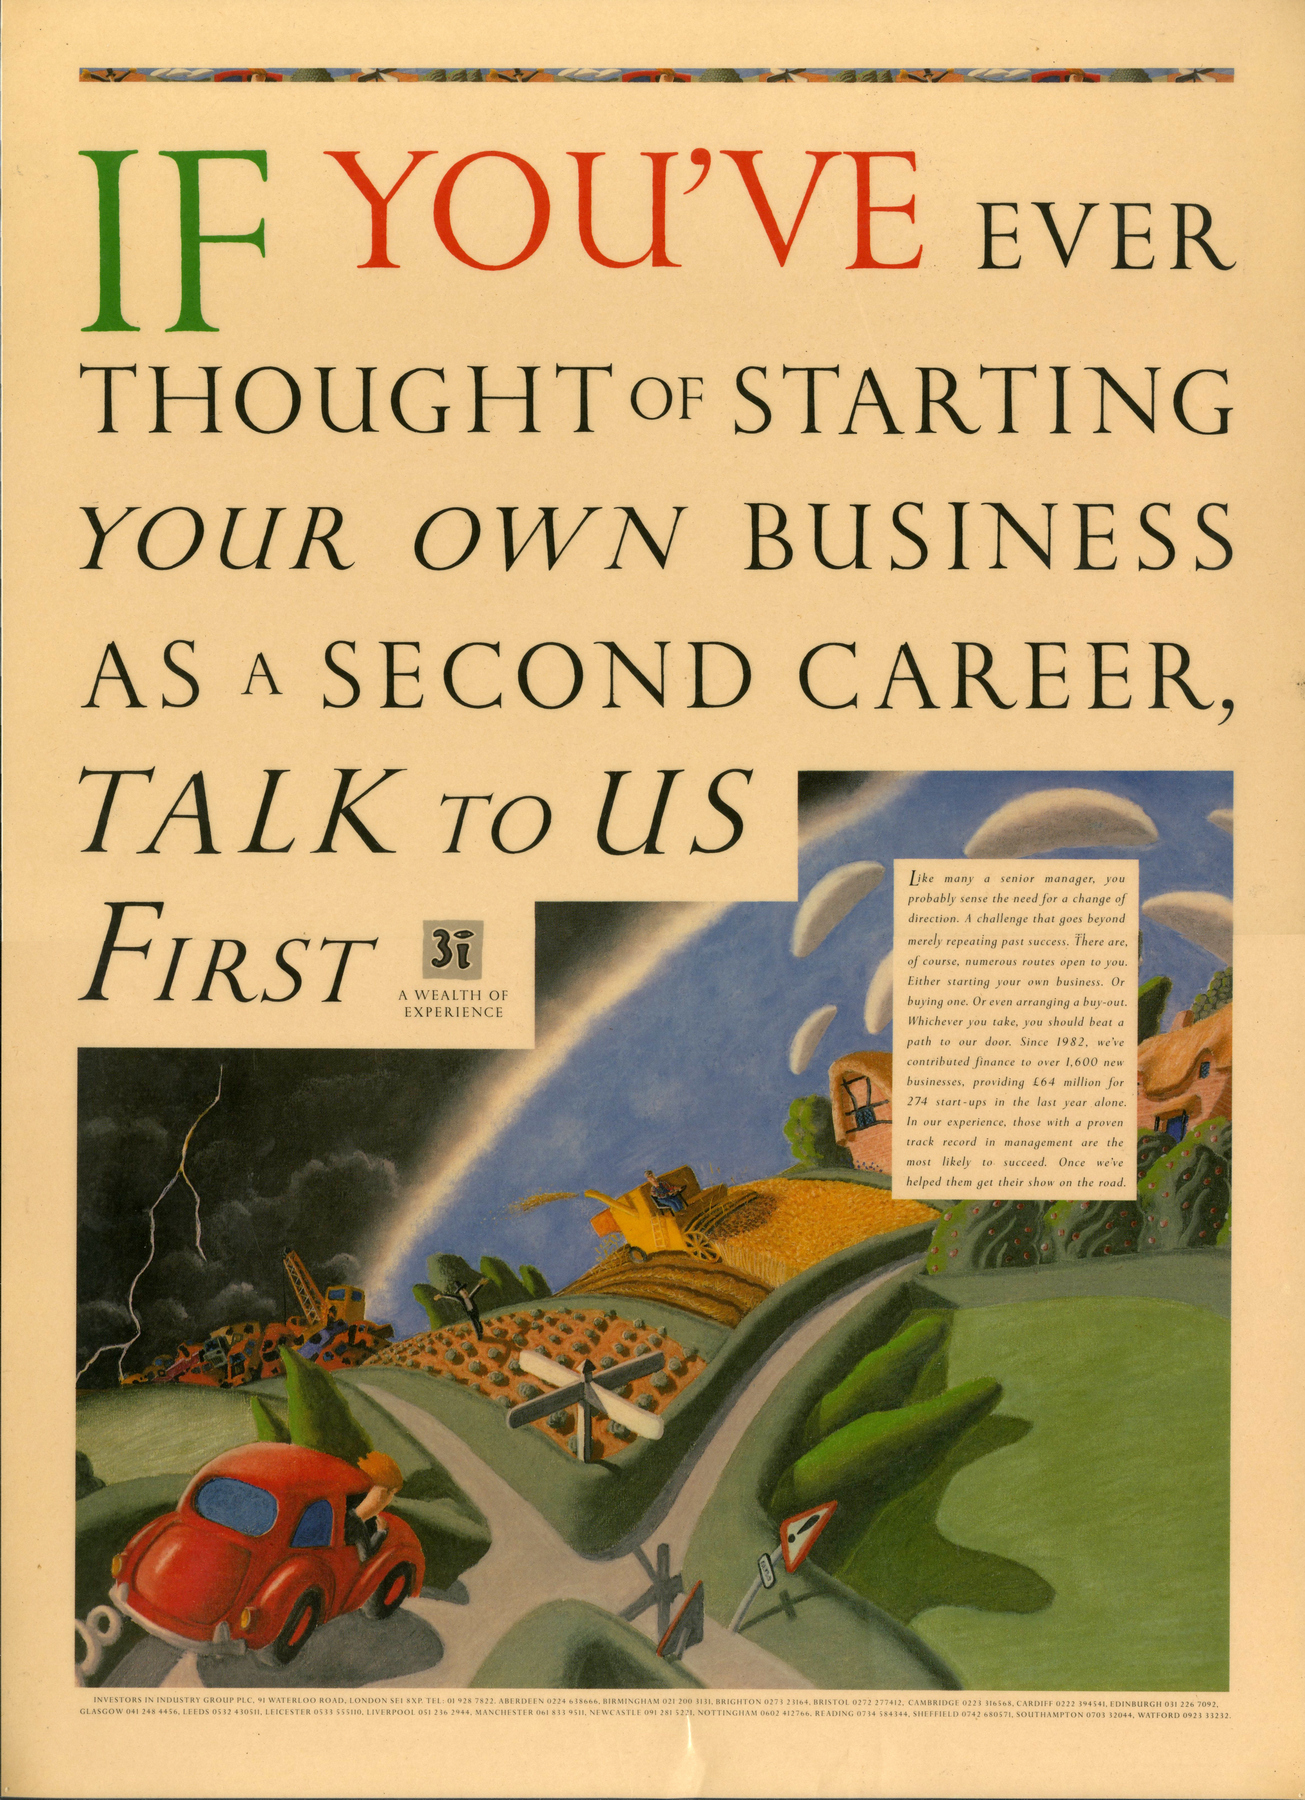 IF YOU'VE EVER
THOUGHT OF STARTING
YOUR OWN BUSINESS
AS A SECOND CAREER,
TALK TO US
FIRST
3i
A WEALTH OF
EXPERIENCE
Like many a senior manager, you
probably sense the need for a change of
direction. A challenge that goes beyond
merely repeating past success. There are,
of course, numerous routes open to you.
Either starting your own business. Or
buying one. Or even arranging a buy-out.
Whichever you take, you should beat a
path to our door. Since 1982, we've
contributed finance to over 1,600 new
businesses, providing £64 million for
274 start-ups in the last year alone.
In our experience, those with a proven
track record in management are the
most likely to succeed. Once we've
helped them get their show on the road.
INVESTORS IN INDUSTRY GROUP PLC, 91 WATERLOO ROAD, LONDON SE1 8XP. TEL: 01 928 7822. ABERDEEN 0224 638666, BIRMINGHAM 021 200 3131, BRIGHTON 0273 23164, BRISTOL 0272 277412, CAMBRIDGE 0223 316568, CARDIFF 0222 394541, EDINBURGH 031 226 7092,
GLASGOW 041 248 4456, LEEDS 0532 430511, LEICESTER 0533 555110, LIVERPOOL 051 236 2944, MANCHESTER 061 833 9511, NEWCASTLE 091 281 5221, NOTTINGHAM 0602 412766, READING 0734 584344, SHEFFIELD 0742 680571, SOUTHAMPTON 0703 32044, WATFORD 0923 33232.